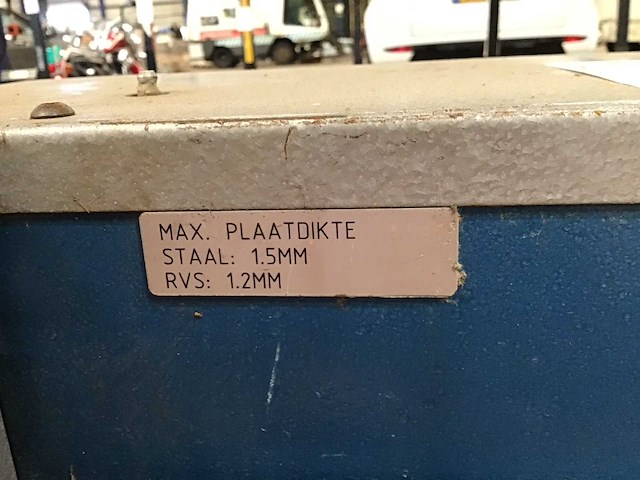 MAX. PLAATDIKTE
STAAL: 1.5MM
RVS: 1.2MM